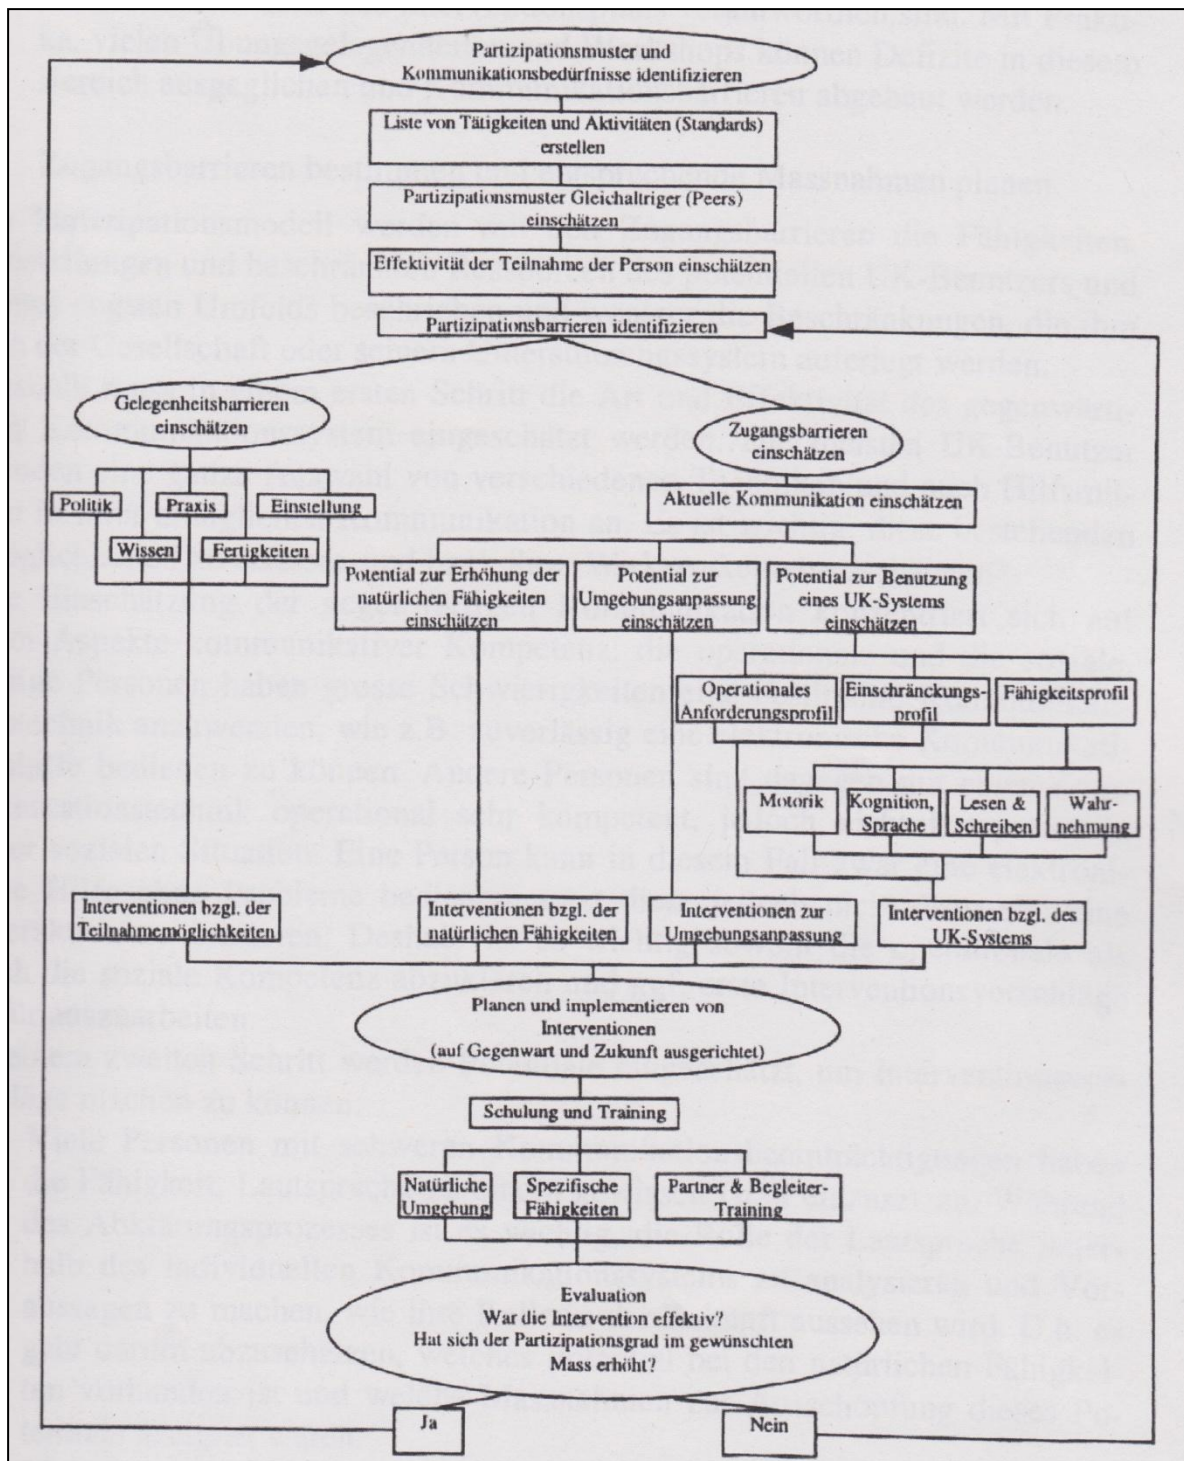 Partizipationsmuster und
Kommunikationsbedürfnisse identifizieren
Liste von Tätigkeiten und Aktivitäten (Standards)
erstellen
Partizipationsmuster Gleichaltriger (Peers)
einschätzen
Effektivität der Teilnahme der Person einschätzen
Partizipationsbarrieren identifizieren
Gelegenheitsbarrieren
einschätzen
Zugangsbarrieren
einschätzen
Politik
Praxis
Einstellung
Wissen
Fertigkeiten
Aktuelle Kommunikation einschätzen
Potential zur Erhöhung der
natürlichen Fähigkeiten
einschätzen
Potential zur
Umgebungsanpassung
einschätzen
Potential zur Benutzung
eines UK-Systems
einschätzen
Operationales
Anforderungsprofil
Einschränckungs-
profil
Fähigkeitsprofil
Motorik
Kognition,
Sprache
Lesen &
Schreiben
Wahr-
nehmung
Interventionen bzgl. der
Teilnahmemöglichkeiten
Interventionen bzgl. der
natürlichen Fähigkeiten
Interventionen zur
Umgebungsanpassung
Interventionen bzgl. des
UK-Systems
Planen und implementieren von
Interventionen
(auf Gegenwart und Zukunft ausgerichtet)
Schulung und Training
Natürliche
Umgebung
Spezifische
Fähigkeiten
Partner & Begleiter-
Training
Evaluation
War die Intervention effektiv?
Hat sich der Partizipationsgrad im gewünschten
Mass erhöht?
Ja
Nein